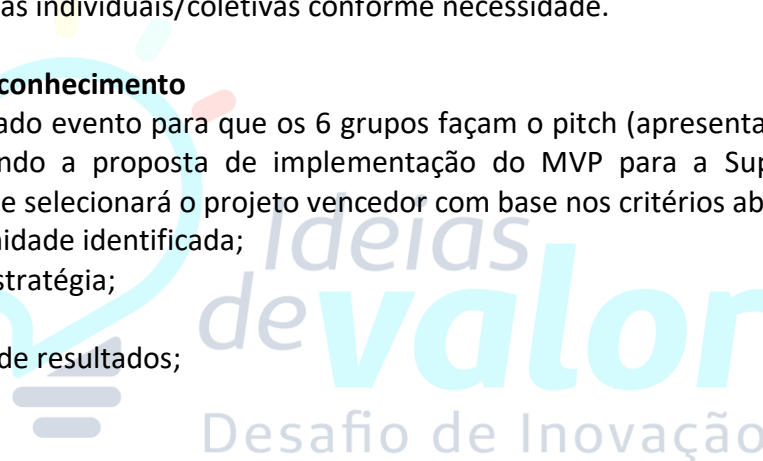 as individuais/coletivas conforme necessidade.
conhecimento
ado evento para que os 6 grupos façam o pitch (apresenta
ndo a proposta de implementação do MVP para a Sup
e selecionará o projeto vencedor com base nos critérios ab
nidade identificada;
stratégia;
de resultados;
Ideias
de valor
Desafio de Inovação